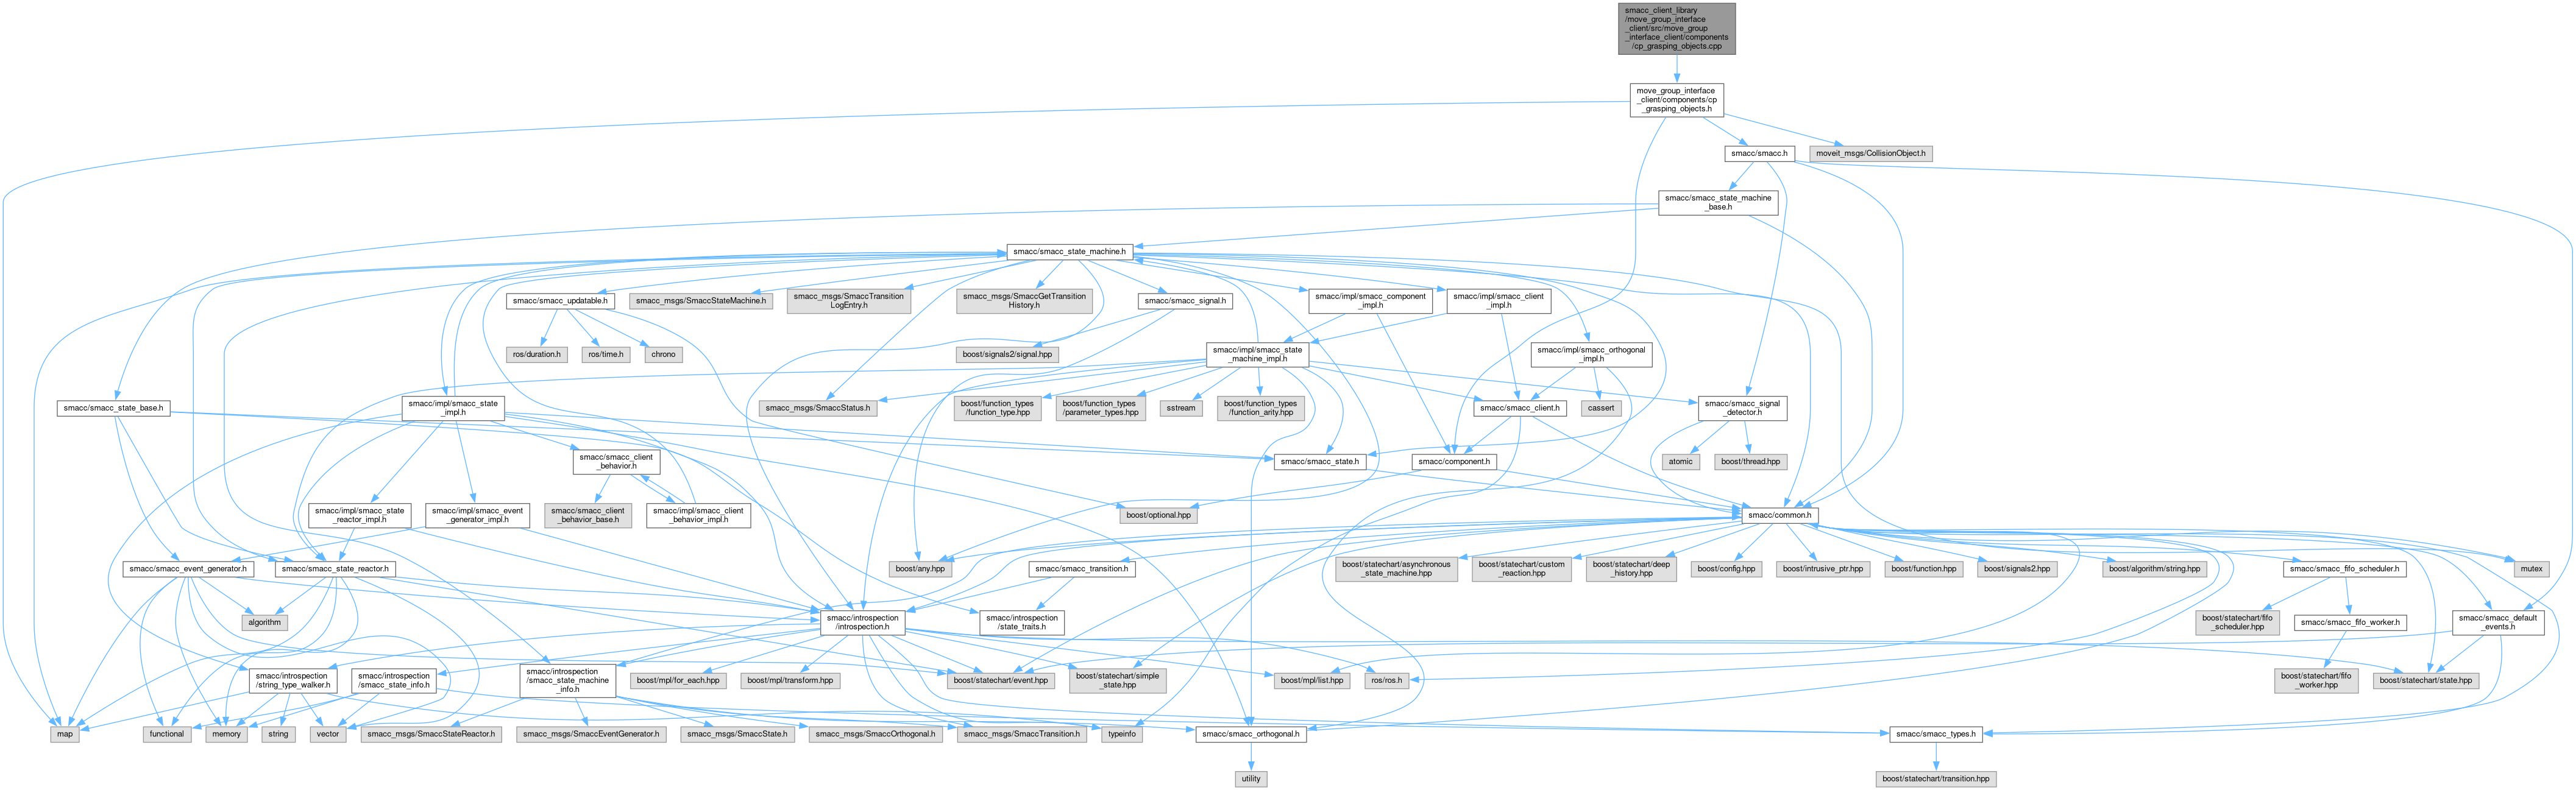 smacc_client_library
/move_group_interface
_client/src/move_group
_interface_client/components
/cp_grasping_objects.cpp
move_group_interface
_client/components/cp
_grasping_objects.h
smacc/smacc.h
moveit_msgs/CollisionObject.h
smacc/smacc_state_machine
_base.h
smacc/smacc_state_machine.h
smacc/smacc_updatable.h
smacc_msgs/SmaccStateMachine.h
smacc_msgs/SmaccTransition
LogEntry.h
smacc_msgs/SmaccGetTransition
History.h
smacc/smacc_signal.h
smacc/impl/smacc_component
_impl.h
smacc/impl/smacc_client
_impl.h
ros/duration.h
ros/time.h
chrono
boost/signals2/signal.hpp
smacc/impl/smacc_state
_machine_impl.h
smacc/impl/smacc_orthogonal
_impl.h
smacc/smacc_state_base.h
smacc/impl/smacc_state
_impl.h
smacc_msgs/SmaccStatus.h
boost/function_types
/function_type.hpp
boost/function_types
/parameter_types.hpp
sstream
boost/function_types
/function_arity.hpp
smacc/smacc_client.h
cassert
smacc/smacc_signal
_detector.h
smacc/smacc_client
_behavior.h
smacc/smacc_state.h
smacc/component.h
atomic
boost/thread.hpp
smacc/impl/smacc_state
_reactor_impl.h
smacc/impl/smacc_event
_generator_impl.h
smacc/smacc_client
_behavior_base.h
smacc/impl/smacc_client
_behavior_impl.h
boost/optional.hpp
smacc/common.h
smacc/smacc_event_generator.h
smacc/smacc_state_reactor.h
boost/any.hpp
smacc/smacc_transition.h
boost/statechart/asynchronous
_state_machine.hpp
boost/statechart/custom
_reaction.hpp
boost/statechart/deep
_history.hpp
boost/config.hpp
boost/intrusive_ptr.hpp
boost/function.hpp
boost/signals2.hpp
boost/algorithm/string.hpp
smacc/smacc_fifo_scheduler.h
mutex
algorithm
smacc/introspection
/introspection.h
smacc/introspection
/state_traits.h
boost/statechart/fifo
_scheduler.hpp
smacc/smacc_fifo_worker.h
smacc/smacc_default
_events.h
smacc/introspection
/string_type_walker.h
smacc/introspection
/smacc_state_info.h
smacc/introspection
/smacc_state_machine
_info.h
boost/mpl/for_each.hpp
boost/mpl/transform.hpp
boost/statechart/event.hpp
boost/statechart/simple
_state.hpp
boost/mpl/list.hpp
ros/ros.h
boost/statechart/fifo
_worker.hpp
boost/statechart/state.hpp
map
functional
memory
string
vector
smacc_msgs/SmaccStateReactor.h
smacc_msgs/SmaccEventGenerator.h
smacc_msgs/SmaccState.h
smacc_msgs/SmaccOrthogonal.h
smacc_msgs/SmaccTransition.h
typeinfo
smacc/smacc_orthogonal.h
smacc/smacc_types.h
utility
boost/statechart/transition.hpp